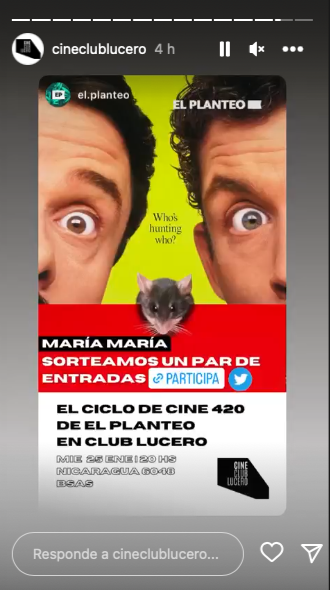 cineclublucero 4 h
EP el.planteo
EL PLANTEO
Who's
hunting
who?
MARÍA MARÍA
SORTEAMOS UN PAR DE
ENTRADAS PARTICIPA
EL CICLO DE CINE 420
DE EL PLANTEO
EN CLUB LUCERO
MIE 25 ENE | 20 HS
NICARAGUA 6048
BSAS
CINE
CLUB
LUCERO
Responde a cineclublucero...